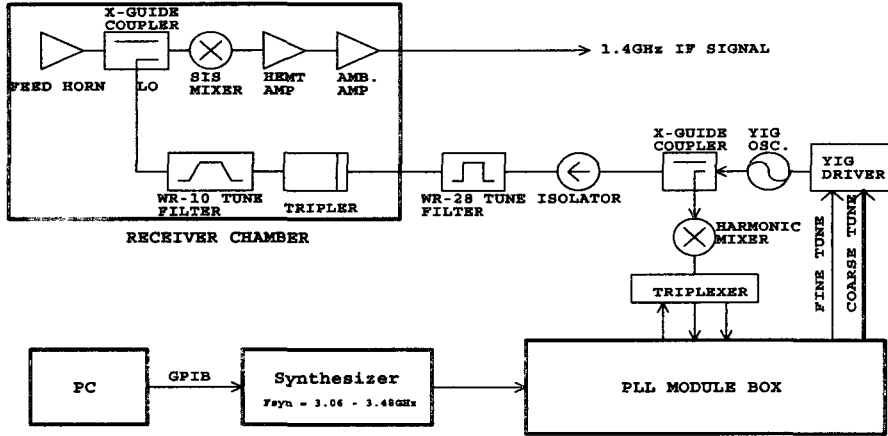 X-GUIDE
COUPLER
1.4GHz IF SIGNAL
FEED HORN
LO
SIS
MIXER
HEMT
AMP
AMB.
AMP
X-GUIDE
COUPLER
YIG
OSC.
YIG
DRIVER
WR-10 TUNE
FILTER
TRIPLER
WR-28 TUNE
FILTER
ISOLATOR
RECEIVER CHAMBER
HARMONIC
MIXER
FINE TUNE
COARSE TUNE
TRIPLEXER
PC
GPIB
Synthesizer
Fsyn = 3.06 - 3.48GHz
PLL MODULE BOX